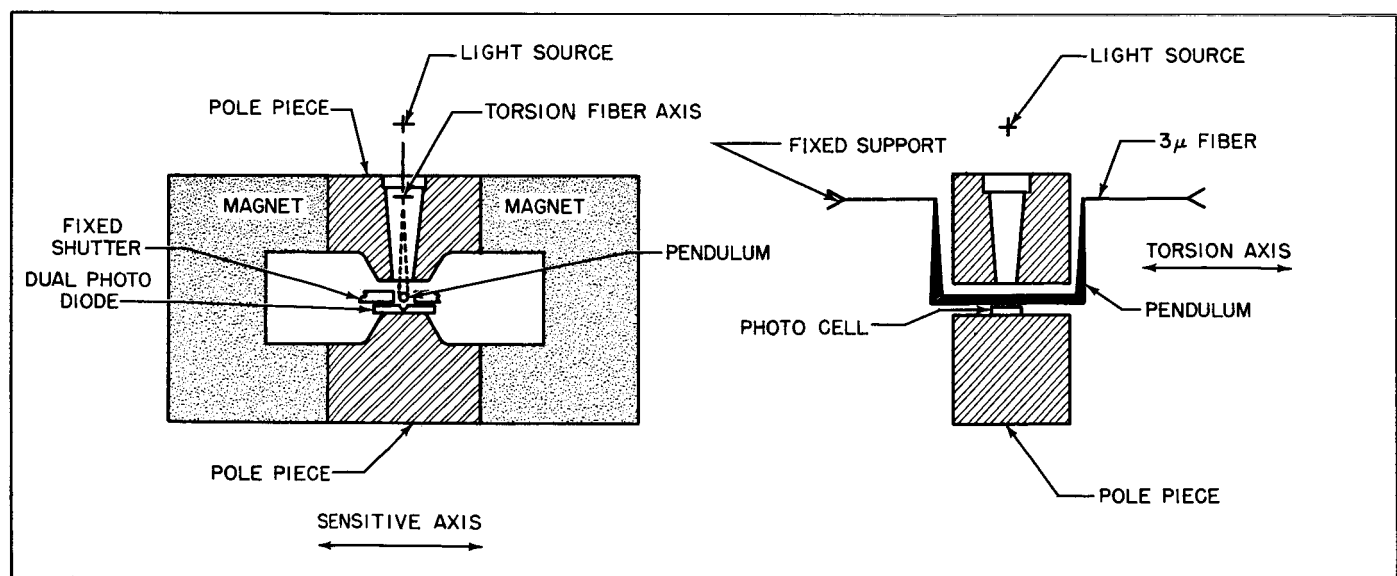 LIGHT SOURCE
POLE PIECE
TORSION FIBER AXIS
MAGNET
MAGNET
FIXED
SHUTTER
DUAL PHOTO
DIODE
PENDULUM
POLE PIECE
SENSITIVE AXIS
LIGHT SOURCE
FIXED SUPPORT
3μ FIBER
TORSION AXIS
PENDULUM
PHOTO CELL
POLE PIECE